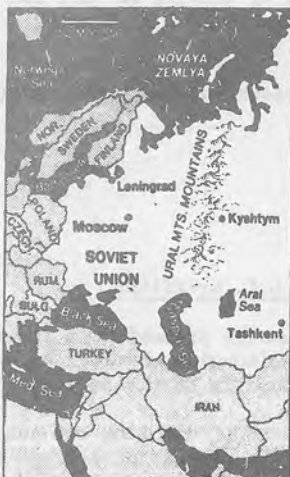 NOVAYA
ZEMLYA
Norweg.
Sea
NOR.
SWEDEN
FINLAND
Leningrad
URAL MTS. MOUNTAINS
POLAND
Moscow
Kyshtym
CZECH.
SOVIET
UNION
RUM.
Aral
Sea
BULG
Black Sea
Tashkent
TURKEY
Med. Sea
IRAN